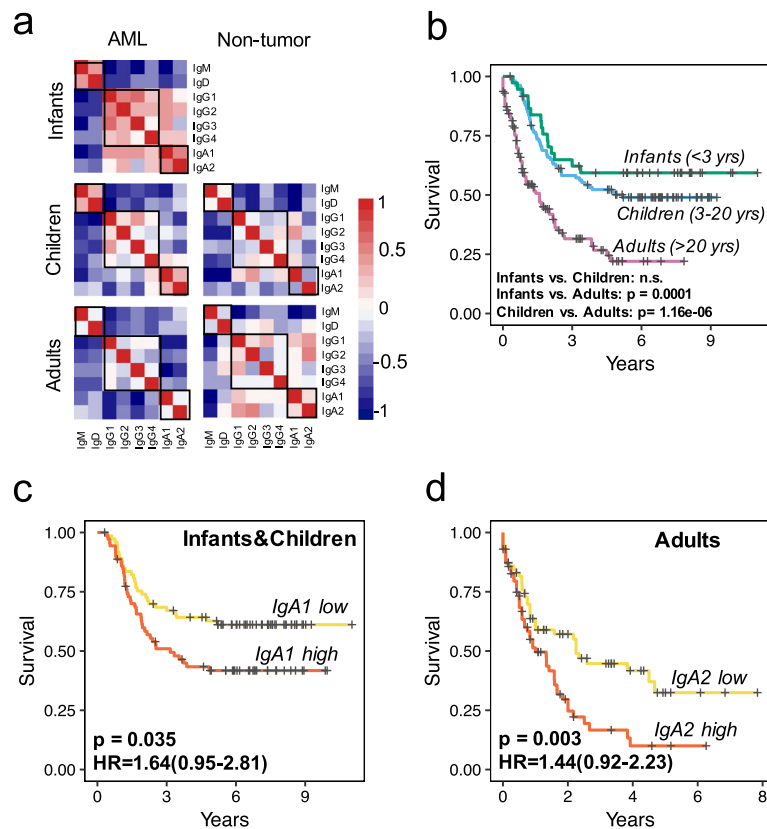 a
AML
Non-tumor
Infants
IgM
IgD
IgG1
IgG2
IgG3
IgG4
IgA1
IgA2
Children
IgM
IgD
IgG1
IgG2
IgG3
IgG4
IgA1
IgA2
Adults
IgM
IgD
IgG1
IgG2
IgG3
IgG4
IgA1
IgA2
IgM IgD IgG1 IgG2 IgG3 IgG4 IgA1 IgA2
IgM IgD IgG1 IgG2 IgG3 IgG4 IgA1 IgA2
1
0.5
0
-0.5
-1
b
Survival
1.00
0.75
0.50
0.25
0.00
Infants (<3 yrs)
Children (3-20 yrs)
Adults (>20 yrs)
Infants vs. Children: n.s.
Infants vs. Adults: p = 0.0001
Children vs. Adults: p= 1.16e-06
0 3 6 9
Years
c
Infants&Children
Survival
1.00
0.75
0.50
0.25
0.00
IgA1 low
IgA1 high
p = 0.035
HR=1.64(0.95-2.81)
0 3 6 9
Years
d
Adults
Survival
1.00
0.75
0.50
0.25
0.00
IgA2 low
IgA2 high
p = 0.003
HR=1.44(0.92-2.23)
0 2 4 6 8
Years